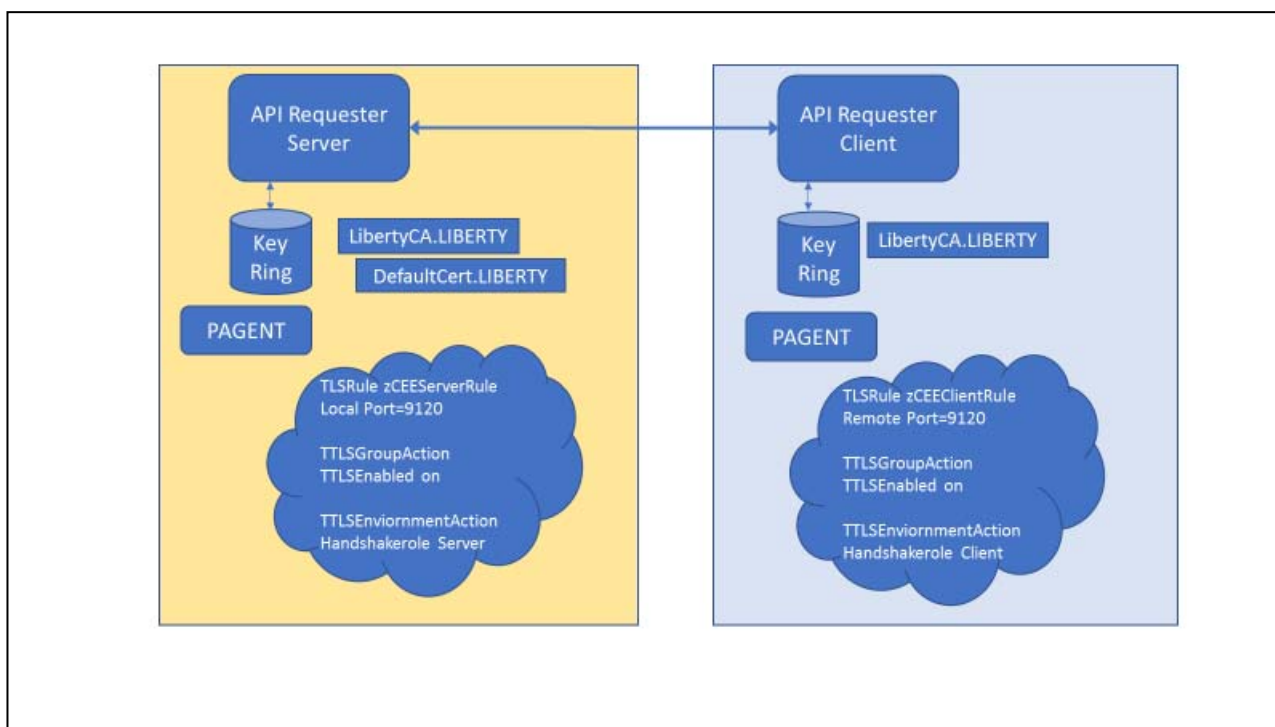 API Requester
Server
Key
Ring
LibertyCA.LIBERTY
DefaultCert.LIBERTY
PAGENT
TLSRule zCEEServerRule
Local Port=9120
TTLSGroupAction
TTLSEnabled on
TTLSEnviornmentAction
Handshakerole Server
API Requester
Client
Key
Ring
LibertyCA.LIBERTY
PAGENT
TLSRule zCEEClientRule
Remote Port=9120
TTLSGroupAction
TTLSEnabled on
TTLSEnviornmentAction
Handshakerole Client